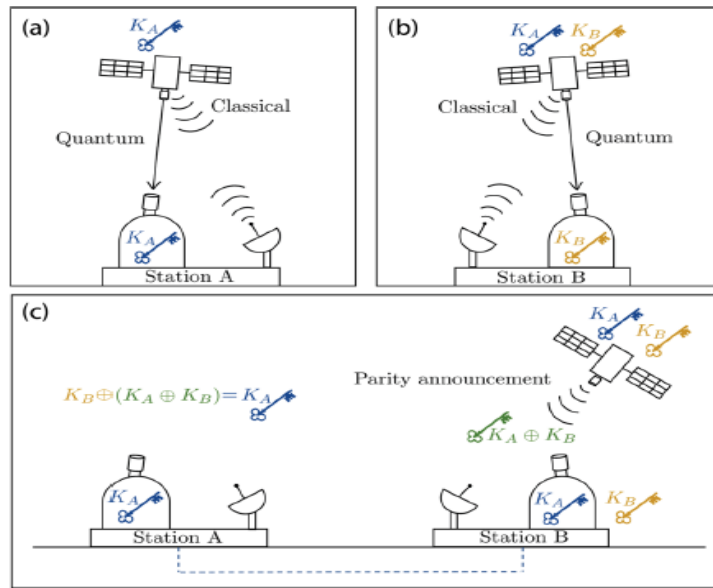 (a)
K_A
Classical
Quantum
K_A
Station A
(b)
K_A K_B
Classical
Quantum
K_B
Station B
(c)
K_A
K_B
Parity announcement
K_B⊕(K_A ⊕ K_B)=K_A
K_A ⊕ K_B
K_A
K_A
K_B
Station A
Station B